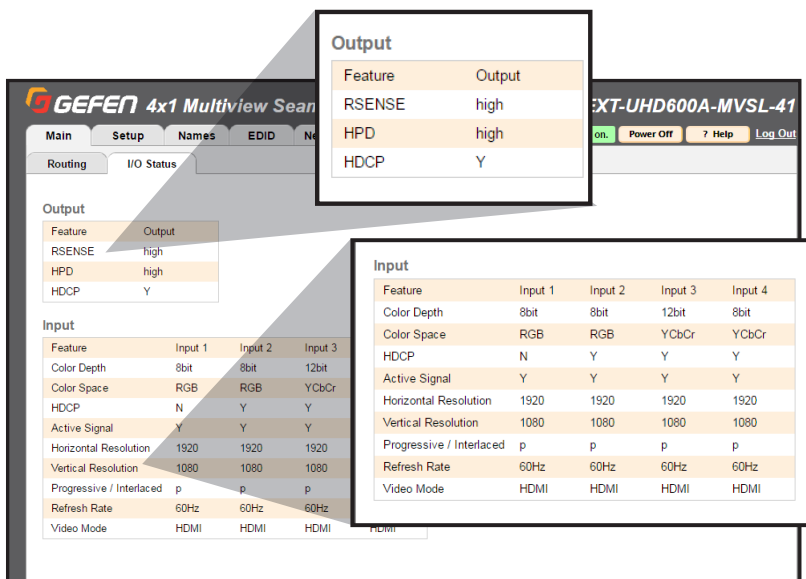 Output
Feature Output
RSENSE high
HPD high
HDCP Y
GEFEN 4x1 Multiview Sean EXT-UHD600A-MVSL-41
Main Setup Names EDID Ne on. Power Off ? Help Log Out
Routing I/O Status
Output
Feature Output
RSENSE high
HPD high
HDCP Y
Input
Feature Input 1 Input 2 Input 3
Color Depth 8bit 8bit 12bit
Color Space RGB RGB YCbCr
HDCP N Y Y
Active Signal Y Y Y
Horizontal Resolution 1920 1920 1920
Vertical Resolution 1080 1080 1080
Progressive / Interlaced p p p
Refresh Rate 60Hz 60Hz 60Hz
Video Mode HDMI HDMI HDMI HDMI
Input
Feature Input 1 Input 2 Input 3 Input 4
Color Depth 8bit 8bit 12bit 8bit
Color Space RGB RGB YCbCr YCbCr
HDCP N Y Y Y
Active Signal Y Y Y Y
Horizontal Resolution 1920 1920 1920 1920
Vertical Resolution 1080 1080 1080 1080
Progressive / Interlaced p p p p
Refresh Rate 60Hz 60Hz 60Hz 60Hz
Video Mode HDMI HDMI HDMI HDMI